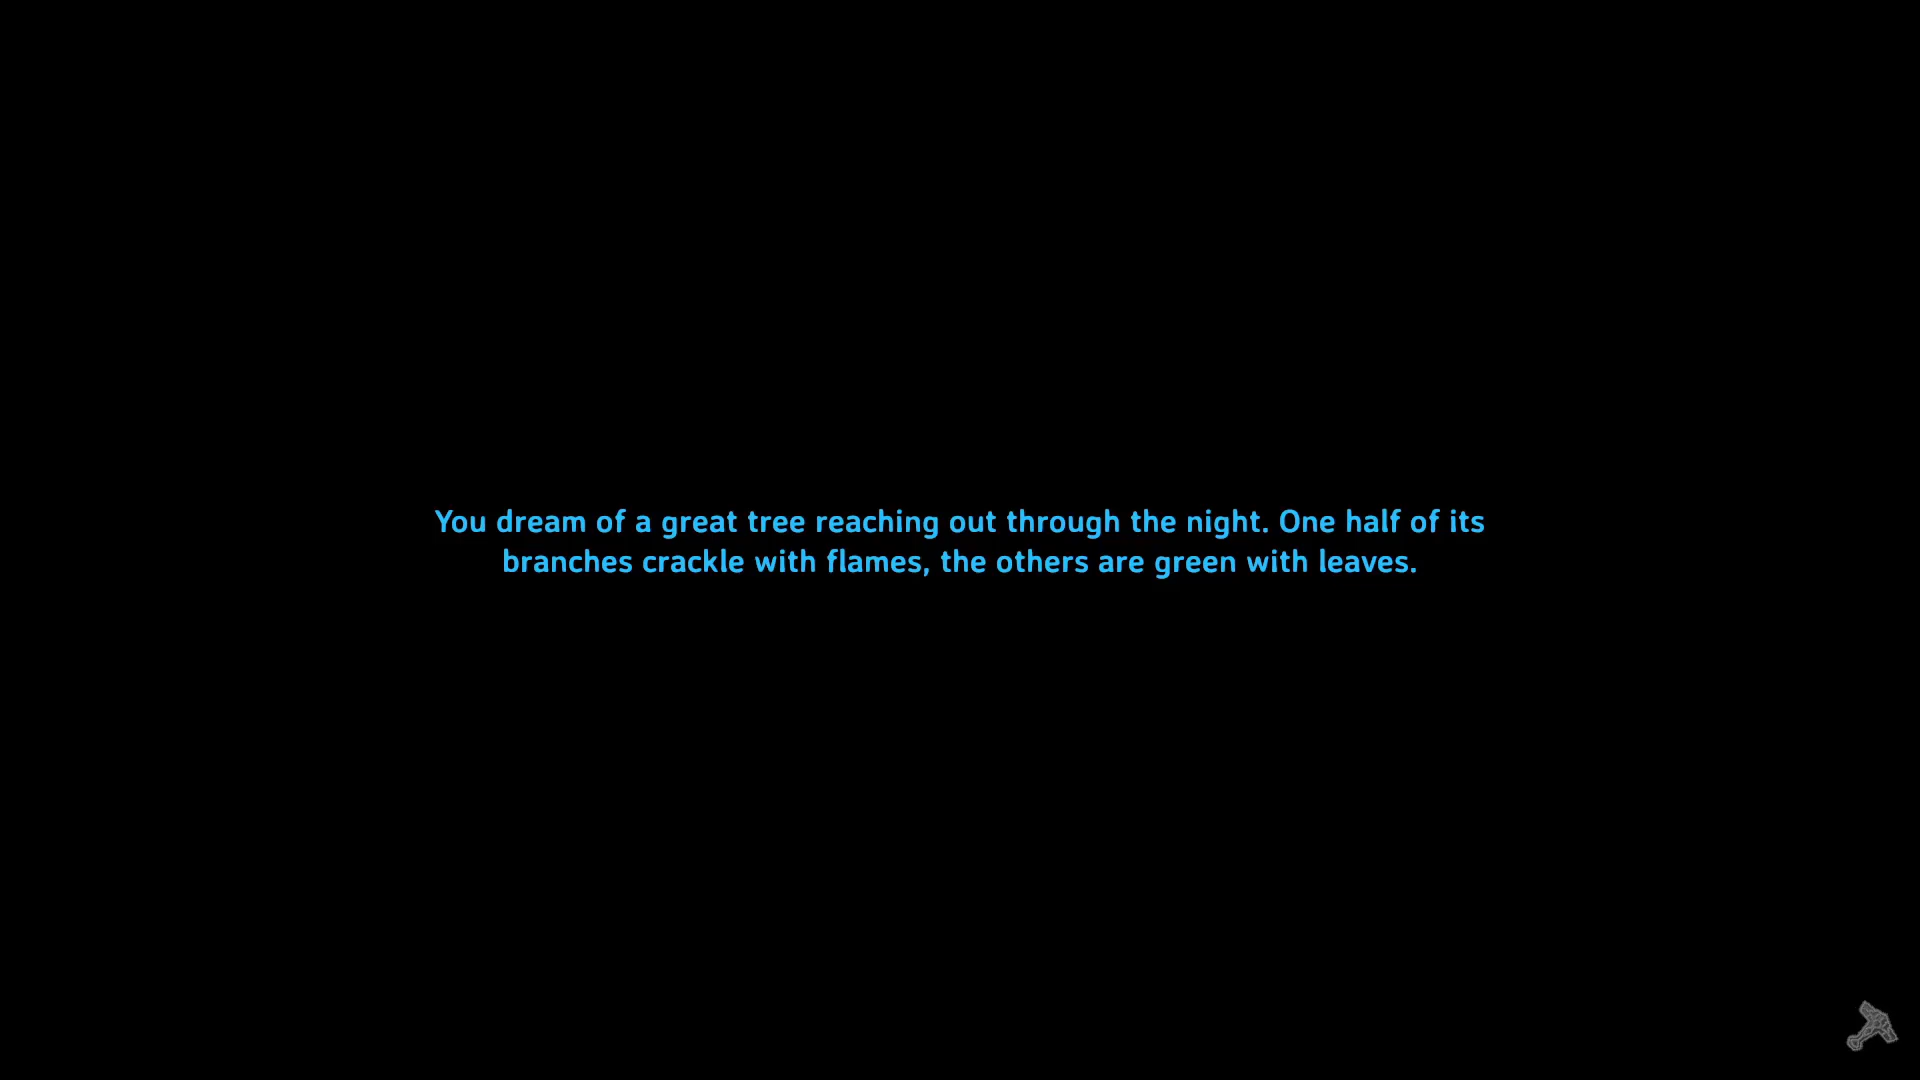 You dream of a great tree reaching out through the night. One half of its
branches crackle with flames, the others are green with leaves.